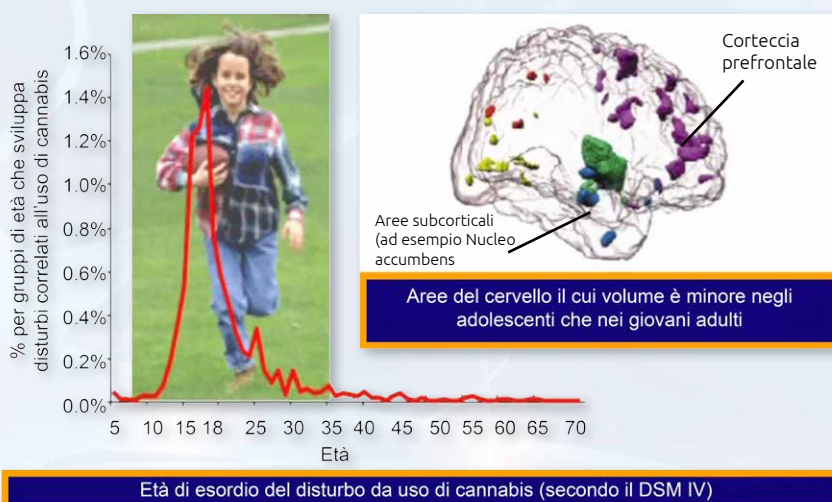 % per gruppi di età che sviluppa
disturbi correlati all'uso di cannabis
1.6%
1.4%
1.2%
1.0%
0.8%
0.6%
0.4%
0.2%
0.0%
5 10 15 18 25 30 35 40 45 50 55 60 65 70
Età
Corteccia
prefrontale
Aree subcorticali
(ad esempio Nucleo
accumbens
Aree del cervello il cui volume è minore negli
adolescenti che nei giovani adulti
Età di esordio del disturbo da uso di cannabis (secondo il DSM IV)